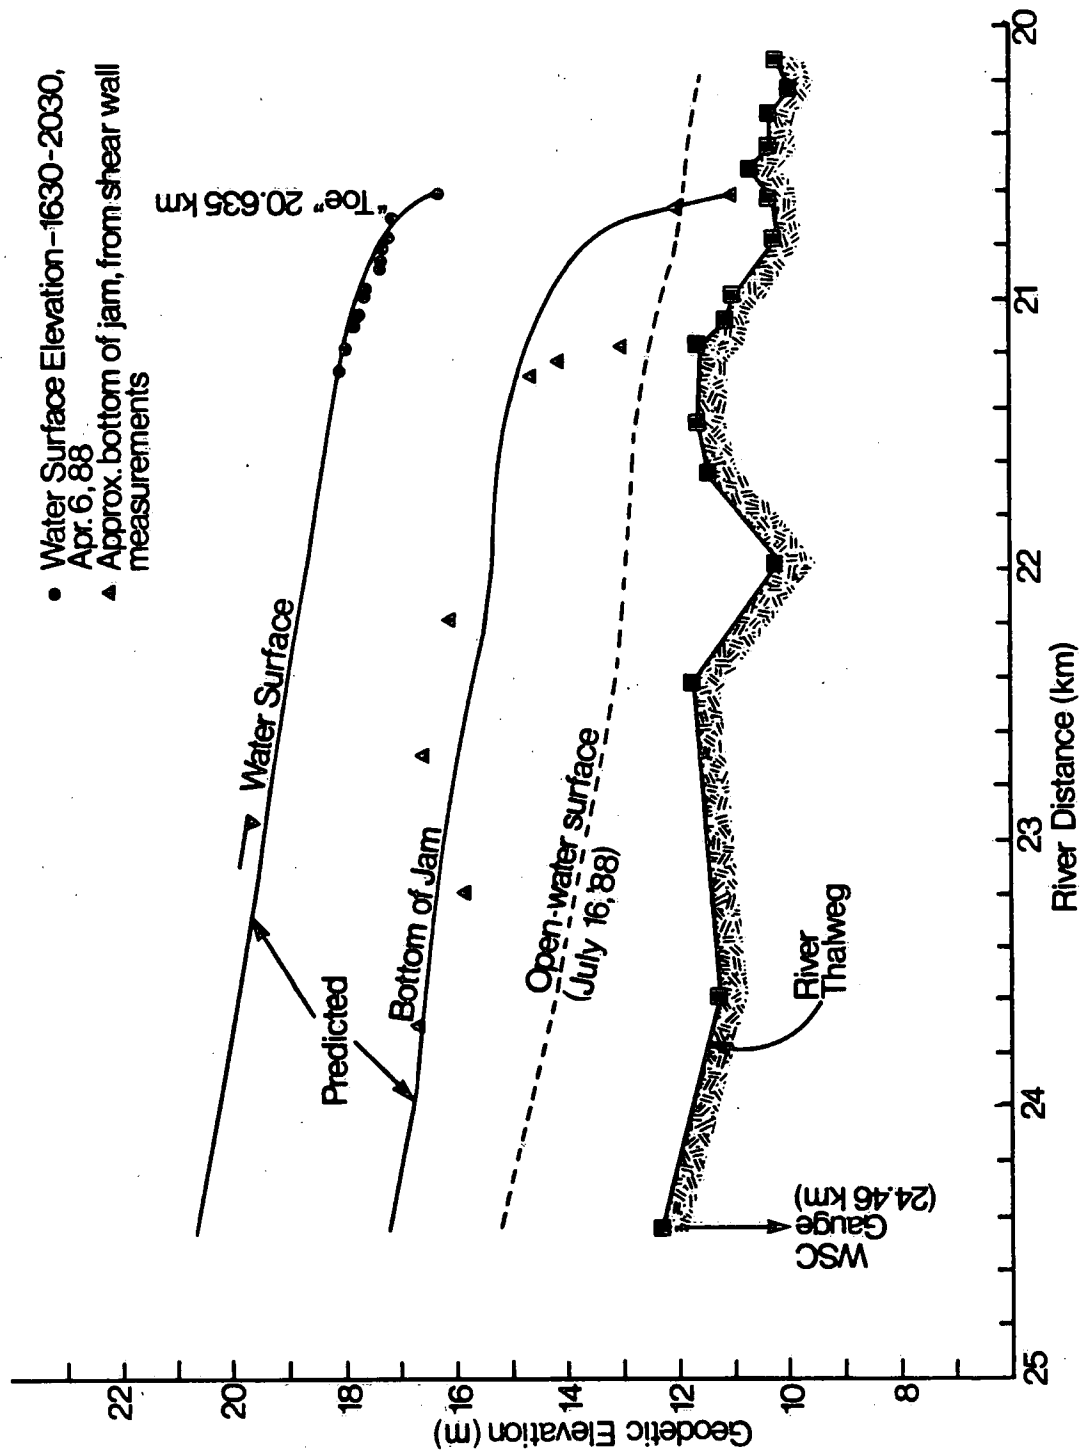 ● Water Surface Elevation-1630-2030,
Apr. 6, 88
▲ Approx. bottom of jam, from shear wall
measurements
"Toe" 20.635 km
Water Surface
Predicted
Bottom of Jam
Open-water surface
(July 16,'88)
River
Thalweg
WSC
Gauge
(24.46 km)
Geodetic Elevation (m)
22
20
18
16
14
12
10
8
25
24
23
22
21
20
River Distance (km)